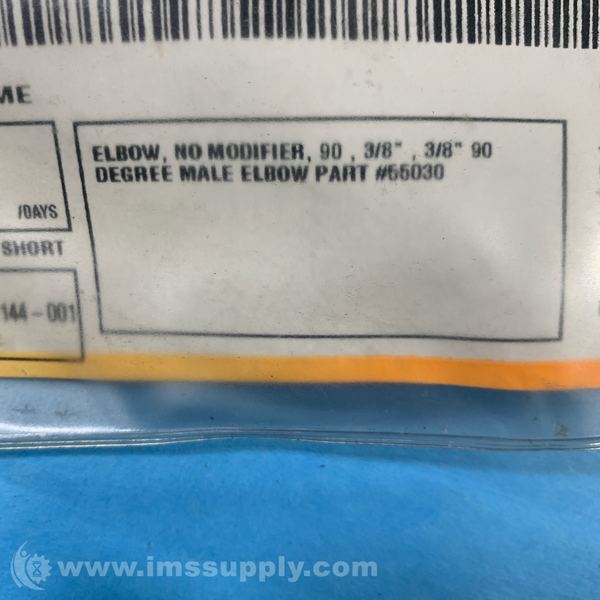 ME
ELBOW, NO MODIFIER, 90 , 3/8" , 3/8" 90
DEGREE MALE ELBOW PART #55030
/DAYS
SHORT
144-001
www.imssupply.com